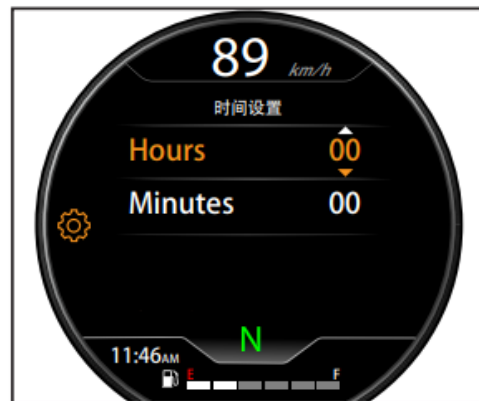 89 km/h
时间设置
Hours 00
Minutes 00
N
11:46AM
E F